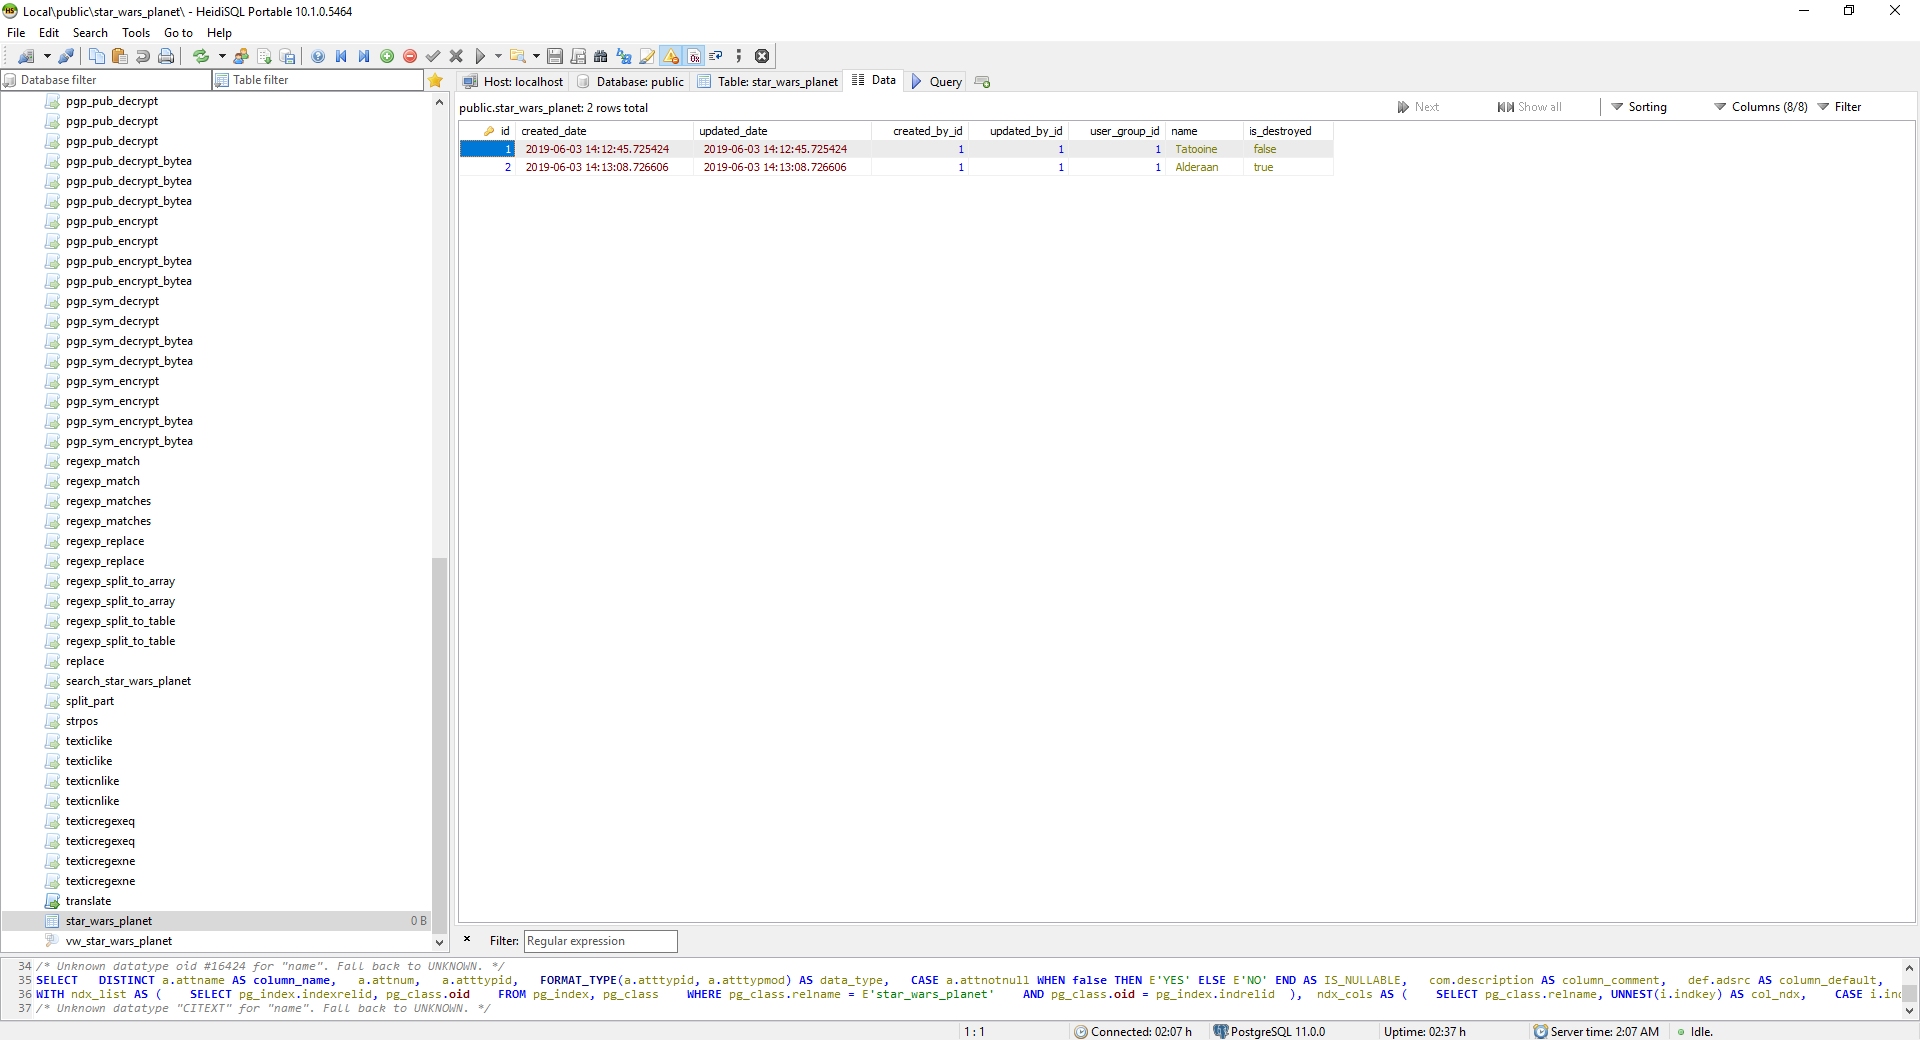 Local\public\star_wars_planet\ - HeidiSQL Portable 10.1.0.5464
File Edit Search Tools Go to Help
Database filter Table filter
Host: localhost Database: public Table: star_wars_planet Data Query
public.star_wars_planet: 2 rows total Next Show all Sorting Columns (8/8) Filter
id created_date updated_date created_by_id updated_by_id user_group_id name is_destroyed
1 2019-06-03 14:12:45.725424 2019-06-03 14:12:45.725424 1 1 1 Tatooine false
2 2019-06-03 14:13:08.726606 2019-06-03 14:13:08.726606 1 1 1 Alderaan true
pgp_pub_decrypt
pgp_pub_decrypt
pgp_pub_decrypt
pgp_pub_decrypt_bytea
pgp_pub_decrypt_bytea
pgp_pub_decrypt_bytea
pgp_pub_encrypt
pgp_pub_encrypt
pgp_pub_encrypt_bytea
pgp_pub_encrypt_bytea
pgp_sym_decrypt
pgp_sym_decrypt
pgp_sym_decrypt_bytea
pgp_sym_decrypt_bytea
pgp_sym_encrypt
pgp_sym_encrypt
pgp_sym_encrypt_bytea
pgp_sym_encrypt_bytea
regexp_match
regexp_match
regexp_matches
regexp_matches
regexp_replace
regexp_replace
regexp_split_to_array
regexp_split_to_array
regexp_split_to_table
regexp_split_to_table
replace
search_star_wars_planet
split_part
strpos
texticlike
texticlike
texticnlike
texticnlike
texticregexeq
texticregexeq
texticregexne
texticregexne
translate
star_wars_planet 0 B
vw_star_wars_planet
Filter: Regular expression
34 /* Unknown datatype oid #16424 for "name". Fall back to UNKNOWN. */
35 SELECT DISTINCT a.attname AS column_name, a.attnum, a.atttypid, FORMAT_TYPE(a.atttypid, a.atttypmod) AS data_type, CASE a.attnotnull WHEN false THEN E'YES' ELSE E'NO' END AS IS_NULLABLE, com.description AS column_comment, def.adsrc AS column_default,
36 WITH ndx_list AS ( SELECT pg_index.indexrelid, pg_class.oid FROM pg_index, pg_class WHERE pg_class.relname = E'star_wars_planet' AND pg_class.oid = pg_index.indrelid ), ndx_cols AS ( SELECT pg_class.relname, UNNEST(i.indkey) AS col_ndx, CASE i.ind
37 /* Unknown datatype "CITEXT" for "name". Fall back to UNKNOWN. */
1 : 1 Connected: 02:07 h PostgreSQL 11.0.0 Uptime: 02:37 h Server time: 2:07 AM Idle.